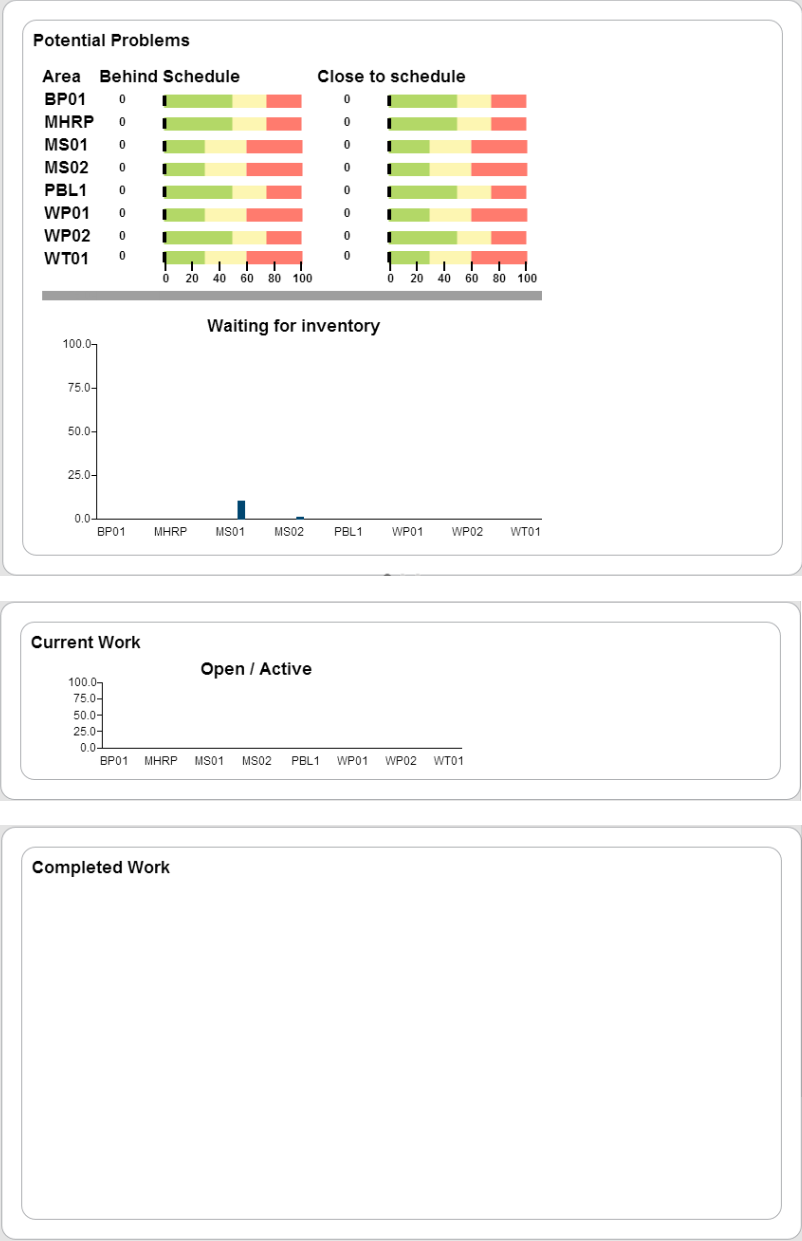 Potential Problems
Area Behind Schedule Close to schedule
BP01 0 0
MHRP 0 0
MS01 0 0
MS02 0 0
PBL1 0 0
WP01 0 0
WP02 0 0
WT01 0 0
0 20 40 60 80 100 0 20 40 60 80 100
Waiting for inventory
100.0
75.0
50.0
25.0
0.0
BP01 MHRP MS01 MS02 PBL1 WP01 WP02 WT01
Current Work
Open / Active
100.0
75.0
50.0
25.0
0.0
BP01 MHRP MS01 MS02 PBL1 WP01 WP02 WT01
Completed Work